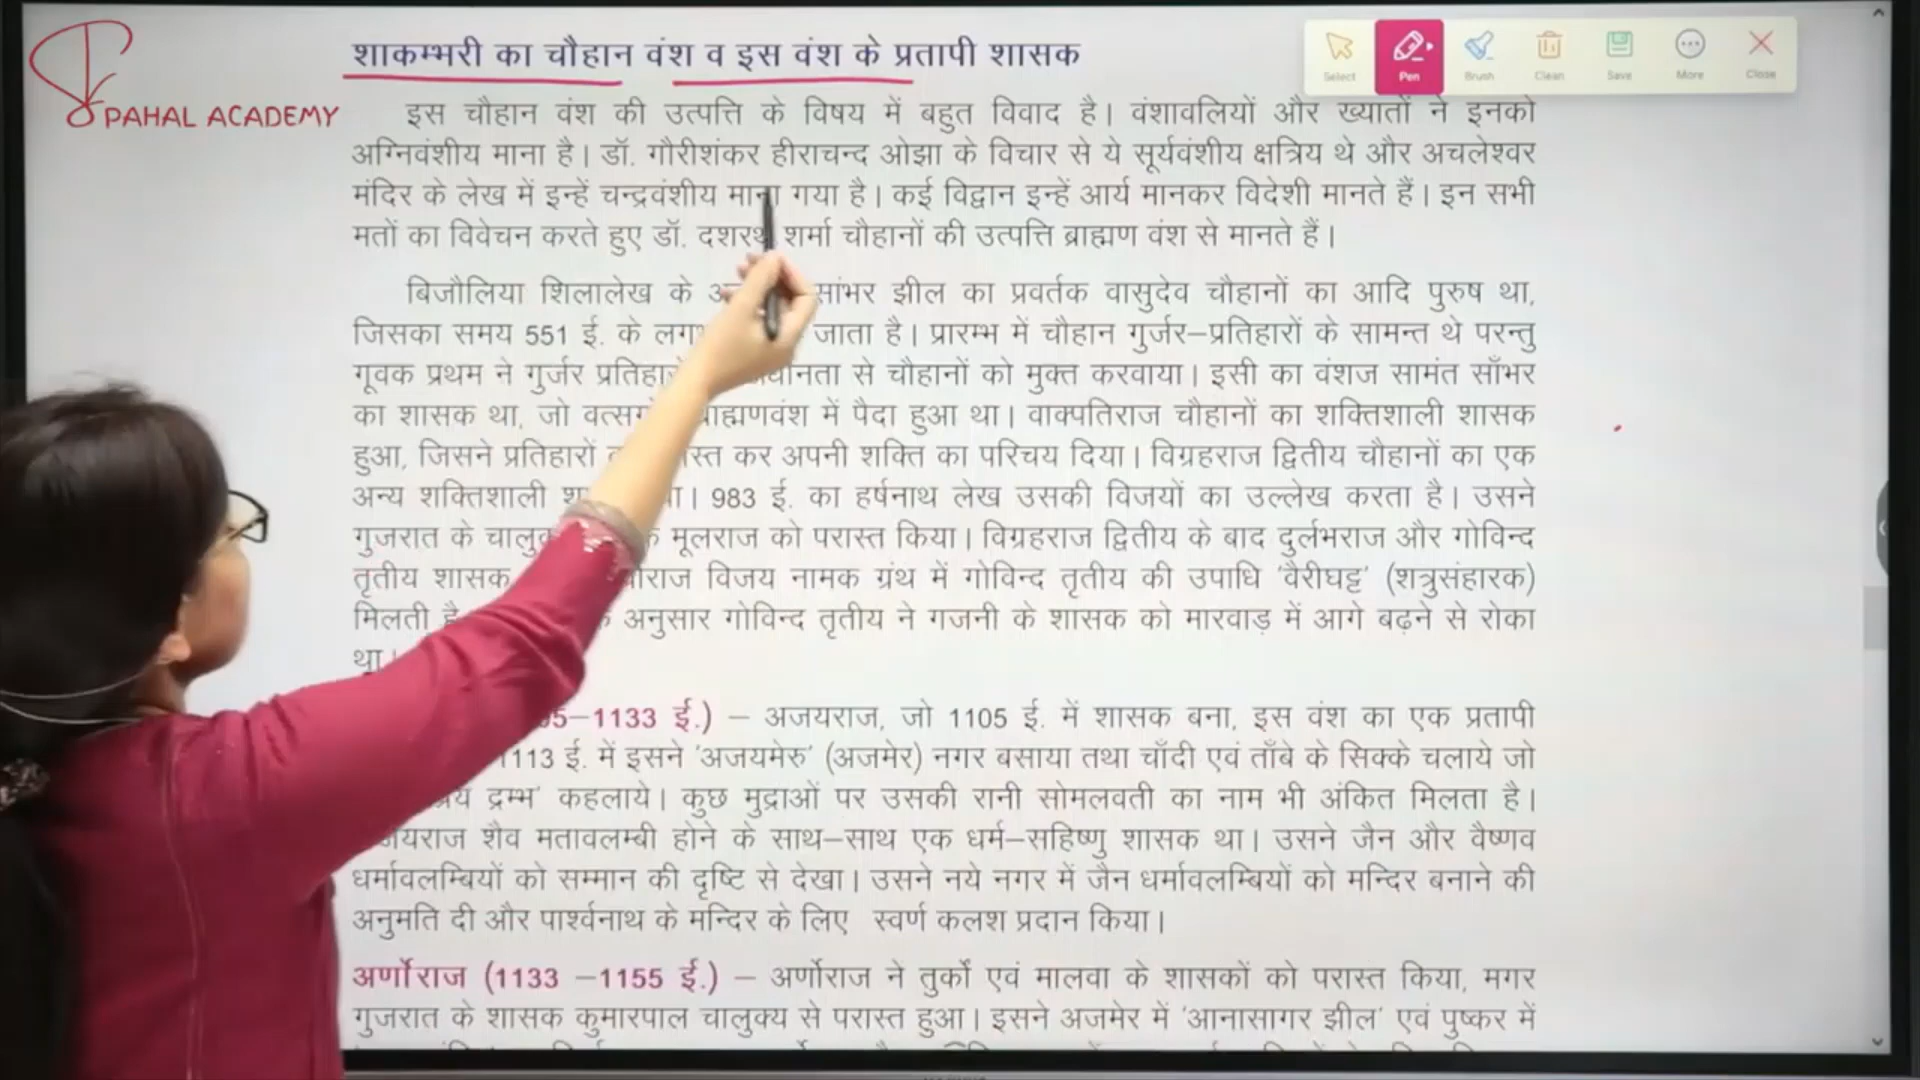 शाकम्भरी का चौहान वंश व इस वंश के प्रतापी शासक
Select Pen Brush Clean Save More Close
PAHAL ACADEMY
इस चौहान वंश की उत्पत्ति के विषय में बहुत विवाद है। वंशावलियों और ख्यातों ने इनको
अग्निवंशीय माना है। डॉ. गौरीशंकर हीराचन्द ओझा के विचार से ये सूर्यवंशीय क्षत्रिय थे और अचलेश्वर
मंदिर के लेख में इन्हें चन्द्रवंशीय माना गया है। कई विद्वान इन्हें आर्य मानकर विदेशी मानते हैं। इन सभी
मतों का विवेचन करते हुए डॉ. दशरथ शर्मा चौहानों की उत्पत्ति ब्राह्मण वंश से मानते हैं।
बिजौलिया शिलालेख के सांभर झील का प्रवर्तक वासुदेव चौहानों का आदि पुरुष था,
जिसका समय 551 ई. के जाता है। प्रारम्भ में चौहान गुर्जर–प्रतिहारों के सामन्त थे परन्तु
गूवक प्रथम ने गुर्जर से चौहानों को मुक्त करवाया। इसी का वंशज सामंत साँभर
का शासक था, जो में पैदा हुआ था। वाक्पतिराज चौहानों का शक्तिशाली शासक
हुआ, जिसने प्रतिहारों कर अपनी शक्ति का परिचय दिया। विग्रहराज द्वितीय चौहानों का एक
अन्य शक्तिशाली 983 ई. का हर्षनाथ लेख उसकी विजयों का उल्लेख करता है। उसने
गुजरात के मूलराज को परास्त किया। विग्रहराज द्वितीय के बाद दुर्लभराज और गोविन्द
तृतीय शासक विजय नामक ग्रंथ में गोविन्द तृतीय की उपाधि 'वैरीघट्ट' (शत्रुसंहारक)
मिलती अनुसार गोविन्द तृतीय ने गजनी के शासक को मारवाड़ में आगे बढ़ने से रोका
था।
–1133 ई.) – अजयराज, जो 1105 ई. में शासक बना, इस वंश का एक प्रतापी
1113 ई. में इसने 'अजयमेरु' (अजमेर) नगर बसाया तथा चाँदी एवं ताँबे के सिक्के चलाये जो
द्रम्भ' कहलाये। कुछ मुद्राओं पर उसकी रानी सोमलवती का नाम भी अंकित मिलता है।
शैव मतावलम्बी होने के साथ–साथ एक धर्म–सहिष्णु शासक था। उसने जैन और वैष्णव
धर्मावलम्बियों को सम्मान की दृष्टि से देखा। उसने नये नगर में जैन धर्मावलम्बियों को मन्दिर बनाने की
अनुमति दी और पार्श्वनाथ के मन्दिर के लिए स्वर्ण कलश प्रदान किया।
अर्णोराज (1133 –1155 ई.) – अर्णोराज ने तुर्कों एवं मालवा के शासकों को परास्त किया, मगर
गुजरात के शासक कुमारपाल चालुक्य से परास्त हुआ। इसने अजमेर में 'आनासागर झील' एवं पुष्कर में